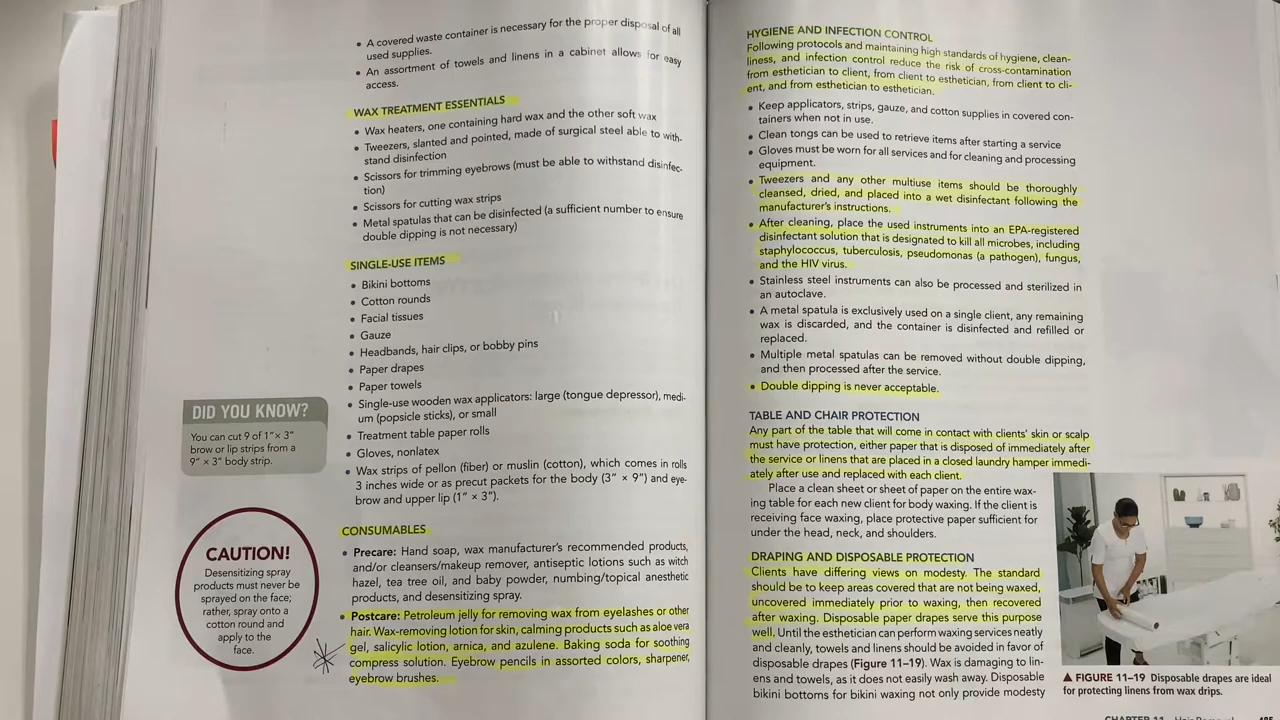 • A covered waste container is necessary for the proper disposal of all
used supplies.
• An assortment of towels and linens in a cabinet allows for easy
access.
WAX TREATMENT ESSENTIALS
• Wax heaters, one containing hard wax and the other soft wax
• Tweezers, slanted and pointed, made of surgical steel able to with-
stand disinfection
• Scissors for trimming eyebrows (must be able to withstand disinfec-
tion)
• Scissors for cutting wax strips
• Metal spatulas that can be disinfected (a sufficient number to ensure
double dipping is not necessary)
SINGLE-USE ITEMS
• Bikini bottoms
• Cotton rounds
• Facial tissues
• Gauze
• Headbands, hair clips, or bobby pins
• Paper drapes
• Paper towels
• Single-use wooden wax applicators: large (tongue depressor), medi-
um (popsicle sticks), or small
• Treatment table paper rolls
• Gloves, nonlatex
• Wax strips of pellon (fiber) or muslin (cotton), which comes in rolls
3 inches wide or as precut packets for the body (3" × 9") and eye-
brow and upper lip (1" × 3").
DID YOU KNOW?
You can cut 9 of 1" × 3"
brow or lip strips from a
9" × 3" body strip.
CONSUMABLES
• Precare: Hand soap, wax manufacturer's recommended products,
and/or cleansers/makeup remover, antiseptic lotions such as witch
hazel, tea tree oil, and baby powder, numbing/topical anesthetic
products, and desensitizing spray.
• Postcare: Petroleum jelly for removing wax from eyelashes or other
hair. Wax-removing lotion for skin, calming products such as aloe vera
gel, salicylic lotion, arnica, and azulene. Baking soda for soothing
compress solution. Eyebrow pencils in assorted colors, sharpener,
eyebrow brushes.
CAUTION!
Desensitizing spray
products must never be
sprayed on the face;
rather, spray onto a
cotton round and
apply to the
face.
HYGIENE AND INFECTION CONTROL
Following protocols and maintaining high standards of hygiene, clean-
liness, and infection control reduce the risk of cross-contamination
from esthetician to client, from client to esthetician, from client to cli-
ent, and from esthetician to esthetician.
• Keep applicators, strips, gauze, and cotton supplies in covered con-
tainers when not in use.
• Clean tongs can be used to retrieve items after starting a service
• Gloves must be worn for all services and for cleaning and processing
equipment.
• Tweezers and any other multiuse items should be thoroughly
cleansed, dried, and placed into a wet disinfectant following the
manufacturer's instructions.
• After cleaning, place the used instruments into an EPA-registered
disinfectant solution that is designated to kill all microbes, including
staphylococcus, tuberculosis, pseudomonas (a pathogen), fungus,
and the HIV virus.
• Stainless steel instruments can also be processed and sterilized in
an autoclave.
• A metal spatula is exclusively used on a single client, any remaining
wax is discarded, and the container is disinfected and refilled or
replaced.
• Multiple metal spatulas can be removed without double dipping,
and then processed after the service.
• Double dipping is never acceptable.
TABLE AND CHAIR PROTECTION
Any part of the table that will come in contact with clients' skin or scalp
must have protection, either paper that is disposed of immediately after
the service or linens that are placed in a closed laundry hamper immedi-
ately after use and replaced with each client.
Place a clean sheet or sheet of paper on the entire wax-
ing table for each new client for body waxing. If the client is
receiving face waxing, place protective paper sufficient for
under the head, neck, and shoulders.
DRAPING AND DISPOSABLE PROTECTION
Clients have differing views on modesty. The standard
should be to keep areas covered that are not being waxed,
uncovered immediately prior to waxing, then recovered
after waxing. Disposable paper drapes serve this purpose
well. Until the esthetician can perform waxing services neatly
and cleanly, towels and linens should be avoided in favor of
disposable drapes (Figure 11–19). Wax is damaging to lin-
ens and towels, as it does not easily wash away. Disposable
bikini bottoms for bikini waxing not only provide modesty
▲ FIGURE 11–19 Disposable drapes are ideal
for protecting linens from wax drips.
CHAPTER 11